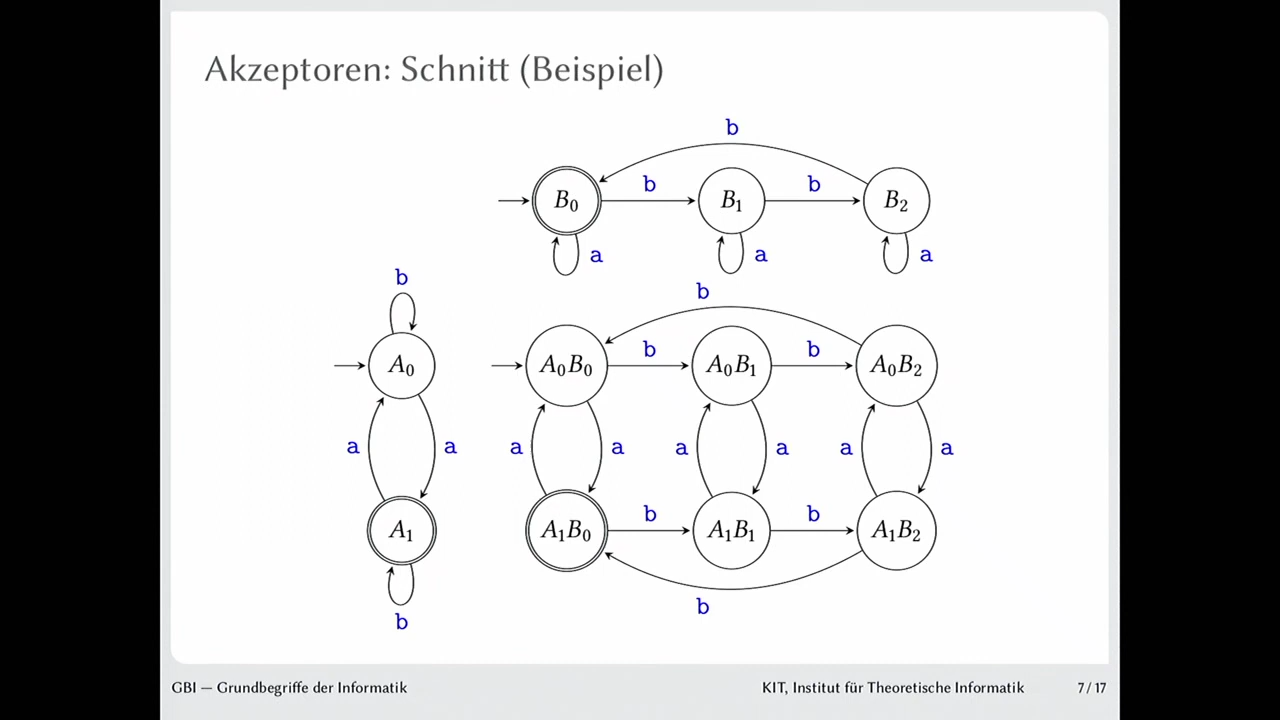 Akzeptoren: Schnitt (Beispiel)
b
b b
B₀ B₁ B₂
a a a
b b
b b
A₀ A₀B₀ A₀B₁ A₀B₂
a a a a a a a a
b b
A₁ A₁B₀ A₁B₁ A₁B₂
b b
GBI — Grundbegriffe der Informatik KIT, Institut für Theoretische Informatik 7 / 17